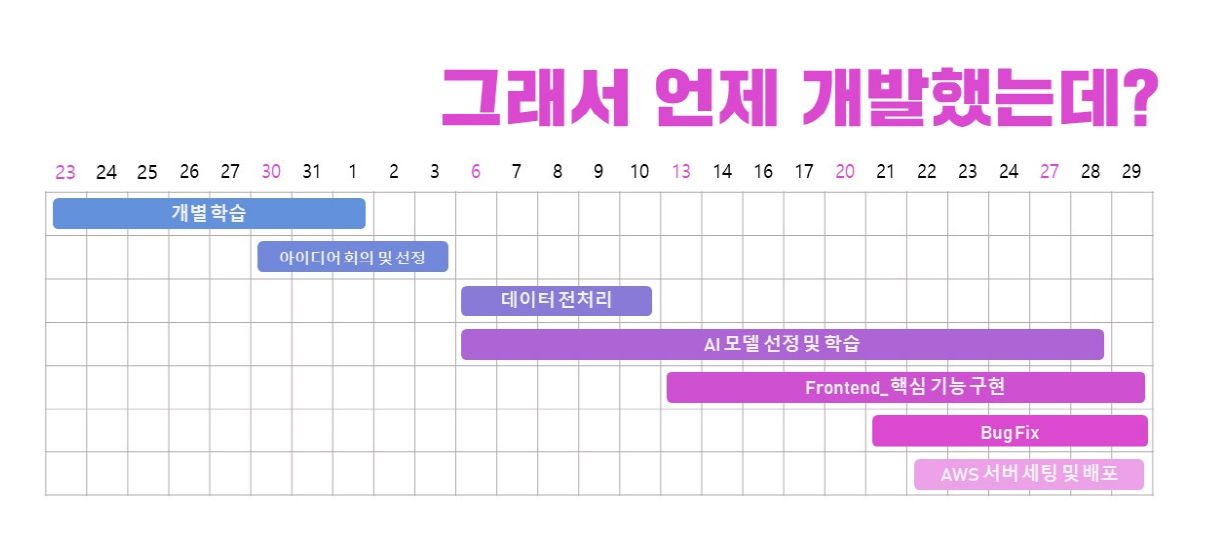 그래서 언제 개발했는데?
23 24 25 26 27 30 31 1 2 3 6 7 8 9 10 13 14 16 17 20 21 22 23 24 27 28 29
개별 학습
아이디어 회의 및 선정
데이터 전처리
AI 모델 선정 및 학습
Frontend_핵심 기능 구현
Bug Fix
AWS 서버 세팅 및 배포